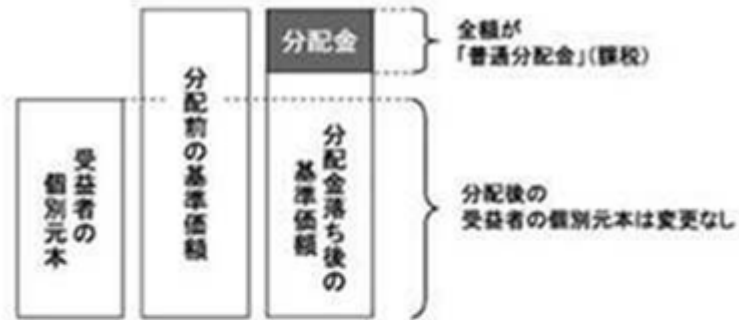 受益者の
個別元本
分配前の基準価額
分配金
分配金落ち後の
基準価額
全額が
「普通分配金」(課税)
分配後の
受益者の個別元本は変更なし